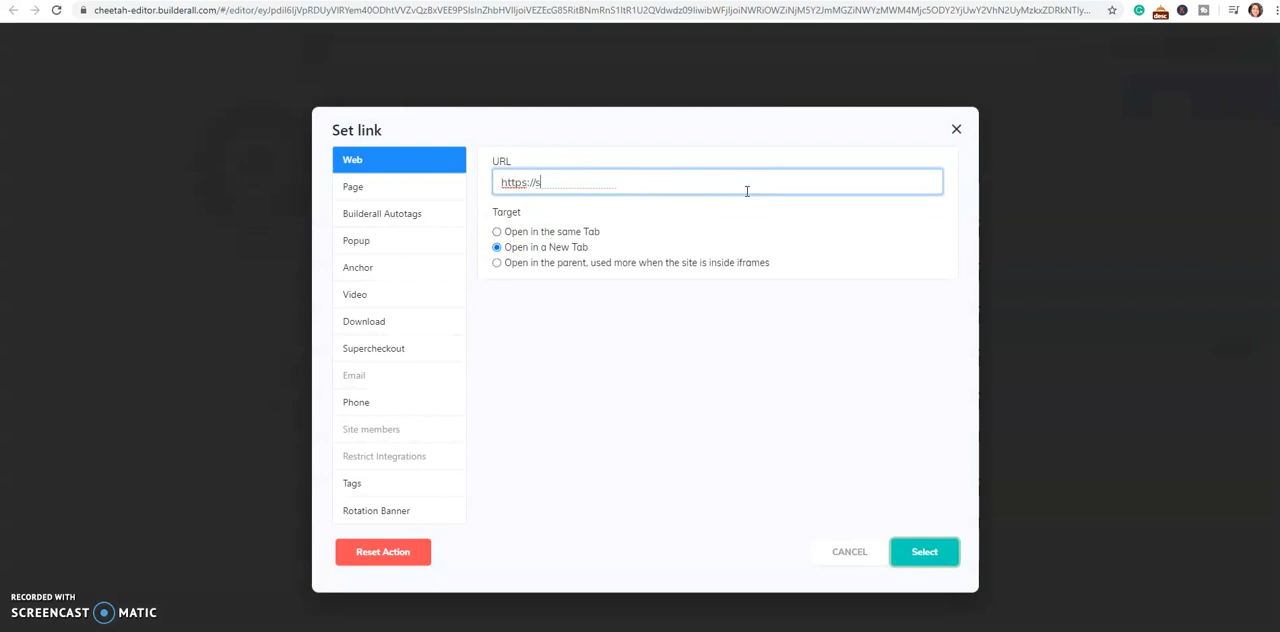 cheetah-editor.builderall.com/#/editor/
desc
Set link
Web
Page
Builderall Autotags
Popup
Anchor
Video
Download
Supercheckout
Email
Phone
Site members
Restrict Integrations
Tags
Rotation Banner
URL
https://s
Target
Open in the same Tab
Open in a New Tab
Open in the parent, used more when the site is inside iframes
Reset Action
CANCEL
Select
RECORDED WITH
SCREENCAST MATIC